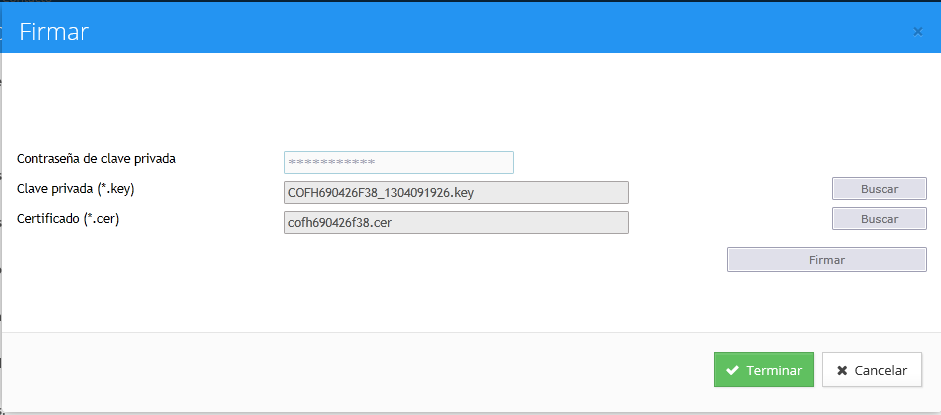 Firmar
×
Contraseña de clave privada
***********
Clave privada (*.key)
COFH690426F38_1304091926.key
Buscar
Certificado (*.cer)
cofh690426f38.cer
Buscar
Firmar
Terminar
Cancelar